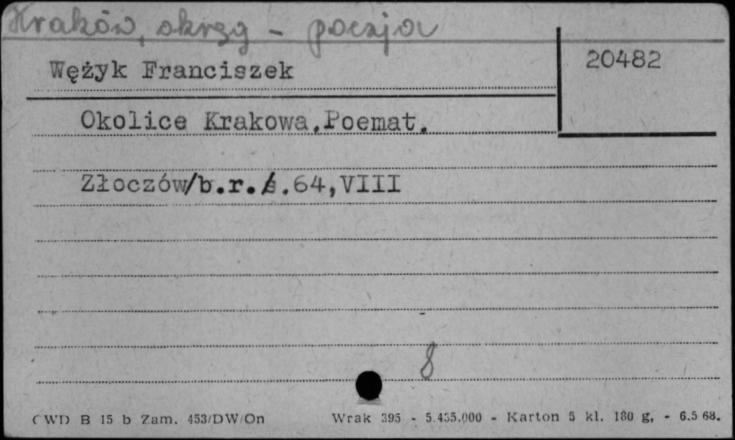 Kraków, okręg - poezja
Wężyk Franciszek
20482
Okolice Krakowa.Poemat.
Złoczów/b.r./s.64,VIII
8
CWD B 15 b Zam. 453/DW/On Wrak 395 - 5.435.000 - Karton 5 kl. 180 g, - 6.5 68.